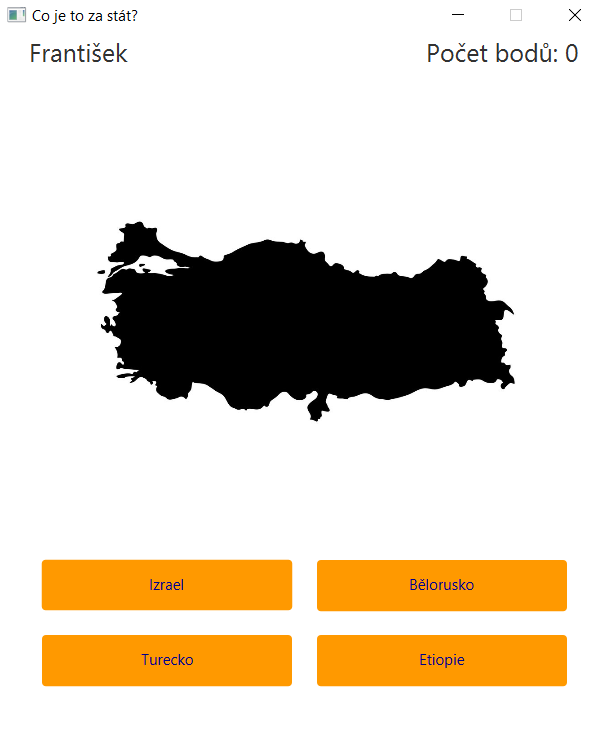 Co je to za stát?
František
Počet bodů: 0
Izrael
Bělorusko
Turecko
Etiopie